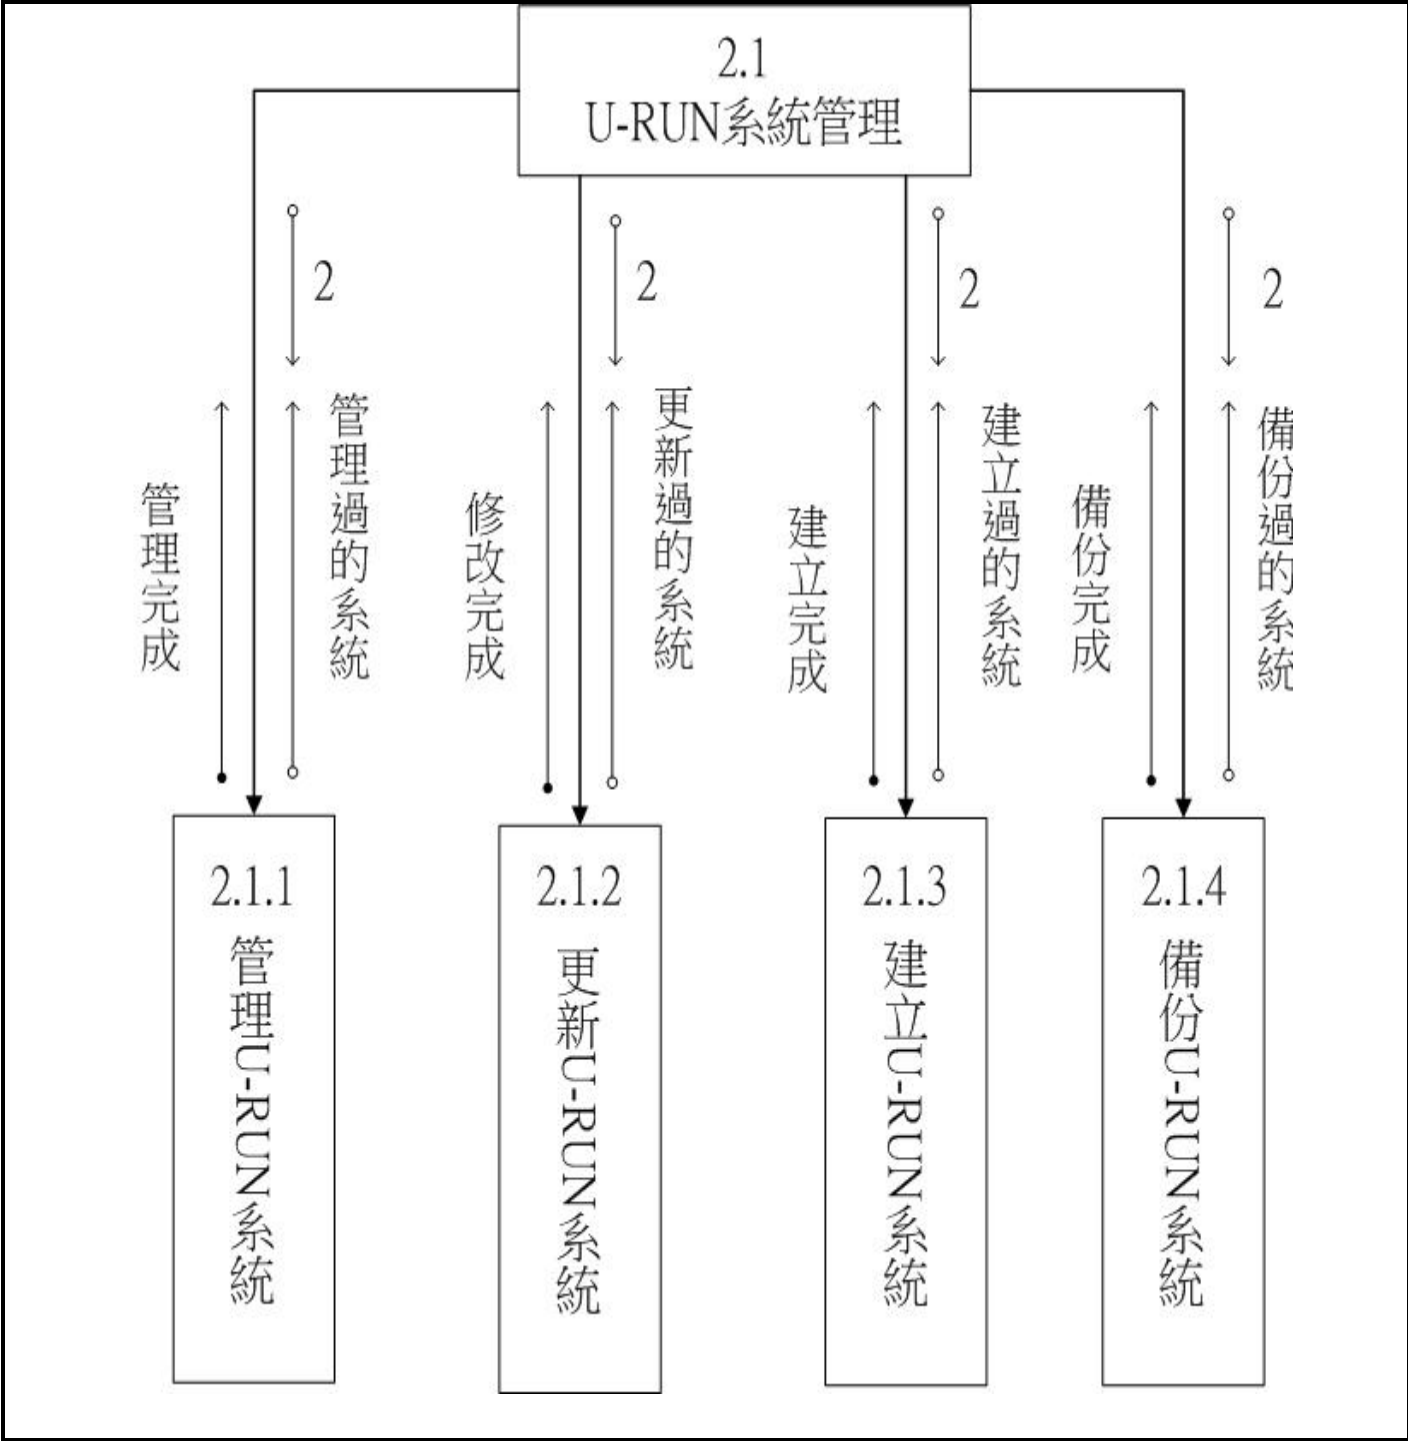 2.1
U-RUN系統管理
2
2
2
2
管理完成
管理過的系統
修改完成
更新過的系統
建立完成
建立過的系統
備份完成
備份過的系統
2.1.1
管理U-RUN系統
2.1.2
更新U-RUN系統
2.1.3
建立U-RUN系統
2.1.4
備份U-RUN系統